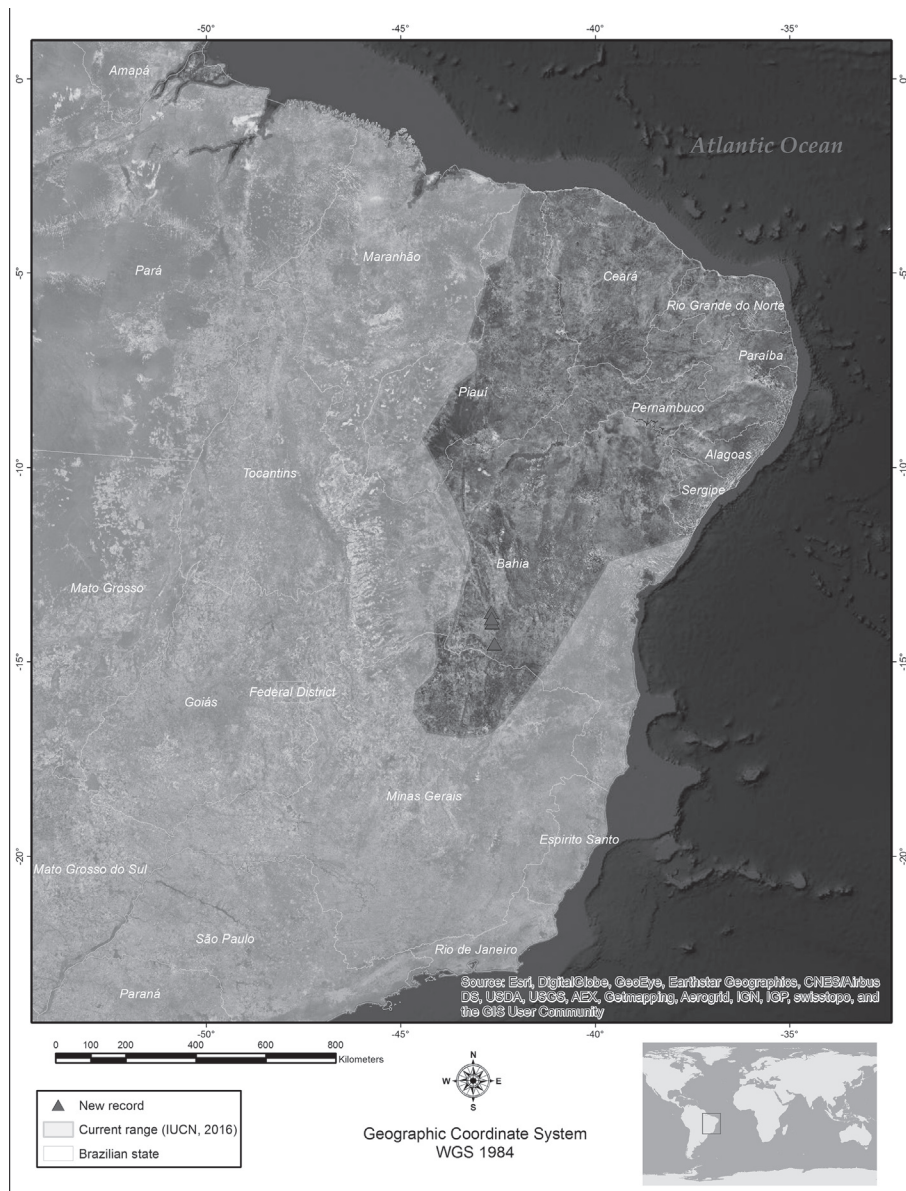 -50°
-45°
-40°
-35°
0°
-5°
-10°
-15°
-20°
Amapá
Atlantic Ocean
Pará
Maranhão
Ceará
Rio Grande do Norte
Paraíba
Piauí
Pernambuco
Alagoas
Sergipe
Tocantins
Bahia
Mato Grosso
Goiás
Federal District
Minas Gerais
Espirito Santo
Mato Grosso do Sul
São Paulo
Rio de Janeiro
Paraná
Source: Esri, DigitalGlobe, GeoEye, Earthstar Geographics, CNES/Airbus
DS, USDA, USGS, AEX, Getmapping, Aerogrid, IGN, IGP, swisstopo, and
the GIS User Community
0°
-5°
-10°
-15°
-20°
-50°
-45°
-40°
-35°
0 100 200 400 600 800
Kilometers
N
W E
S
New record
Current range (IUCN, 2016)
Brazilian state
Geographic Coordinate System
WGS 1984